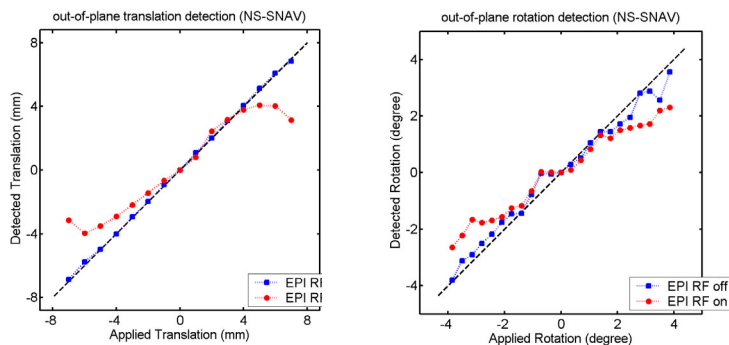 out-of-plane translation detection (NS-SNAV)
Detected Translation (mm)
8
4
0
-4
-8
-8
-4
0
4
8
EPI RF
EPI RF
Applied Translation (mm)
out-of-plane rotation detection (NS-SNAV)
Detected Rotation (degree)
4
2
0
-2
-4
-4
-2
0
2
4
EPI RF off
EPI RF on
Applied Rotation (degree)